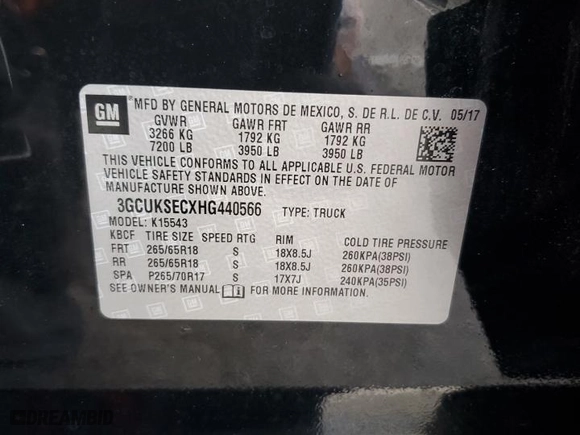 GM
MFD BY GENERAL MOTORS DE MEXICO, S. DE R.L. DE C.V. 05/17
GVWR GAWR FRT GAWR RR
3266 KG 1792 KG 1792 KG
7200 LB 3950 LB 3950 LB
THIS VEHICLE CONFORMS TO ALL APPLICABLE U.S. FEDERAL MOTOR
VEHICLE SAFETY STANDARDS IN EFFECT ON THE DATE OF
MANUFACTURE SHOWN ABOVE.
3GCUKSECXHG440566 TYPE: TRUCK
MODEL: K15543
KBCF TIRE SIZE SPEED RTG RIM COLD TIRE PRESSURE
FRT 265/65R18 S 18X8.5J 260KPA(38PSI)
RR 265/65R18 S 18X8.5J 260KPA(38PSI)
SPA P265/70R17 S 17X7J 240KPA(35PSI)
SEE OWNER'S MANUAL FOR MORE INFORMATION.
DREAMBID